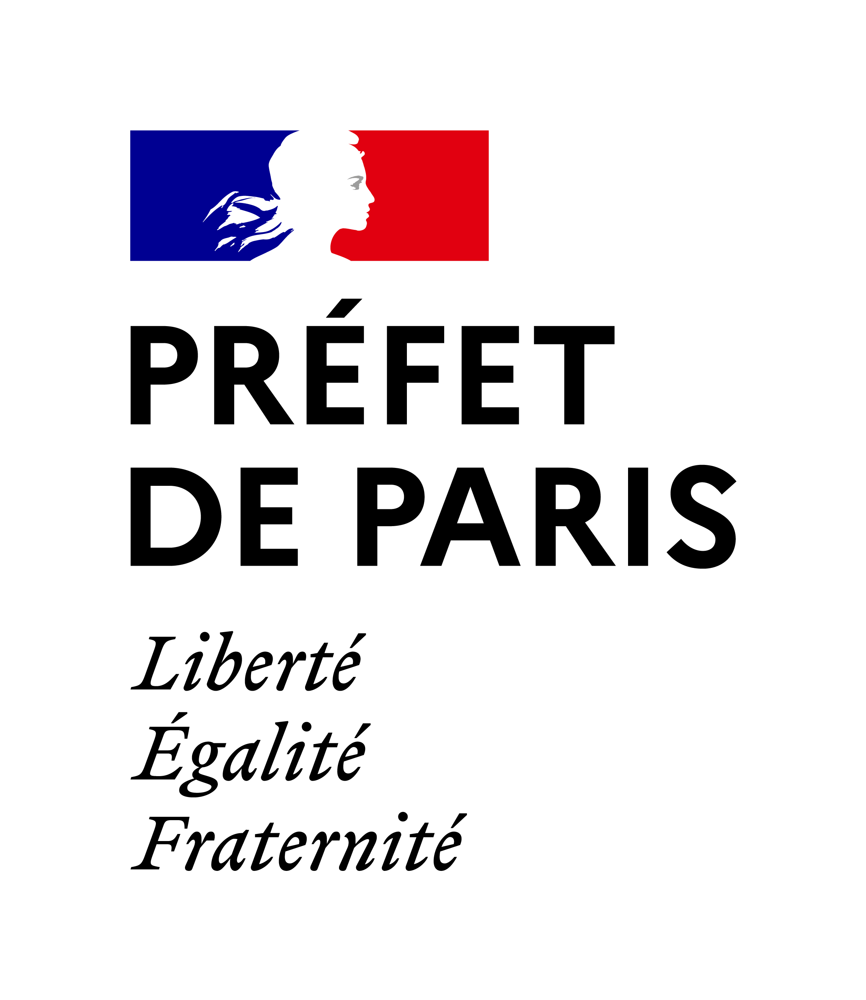 PRÉFET
DE PARIS
Liberté
Égalité
Fraternité